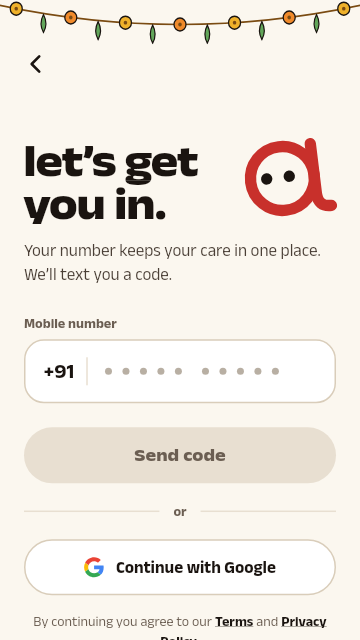 let’s get
you in.
Your number keeps your care in one place.
We’ll text you a code.
Mobile number
+91
Send code
or
Continue with Google
By continuing you agree to our Terms and Privacy
Policy